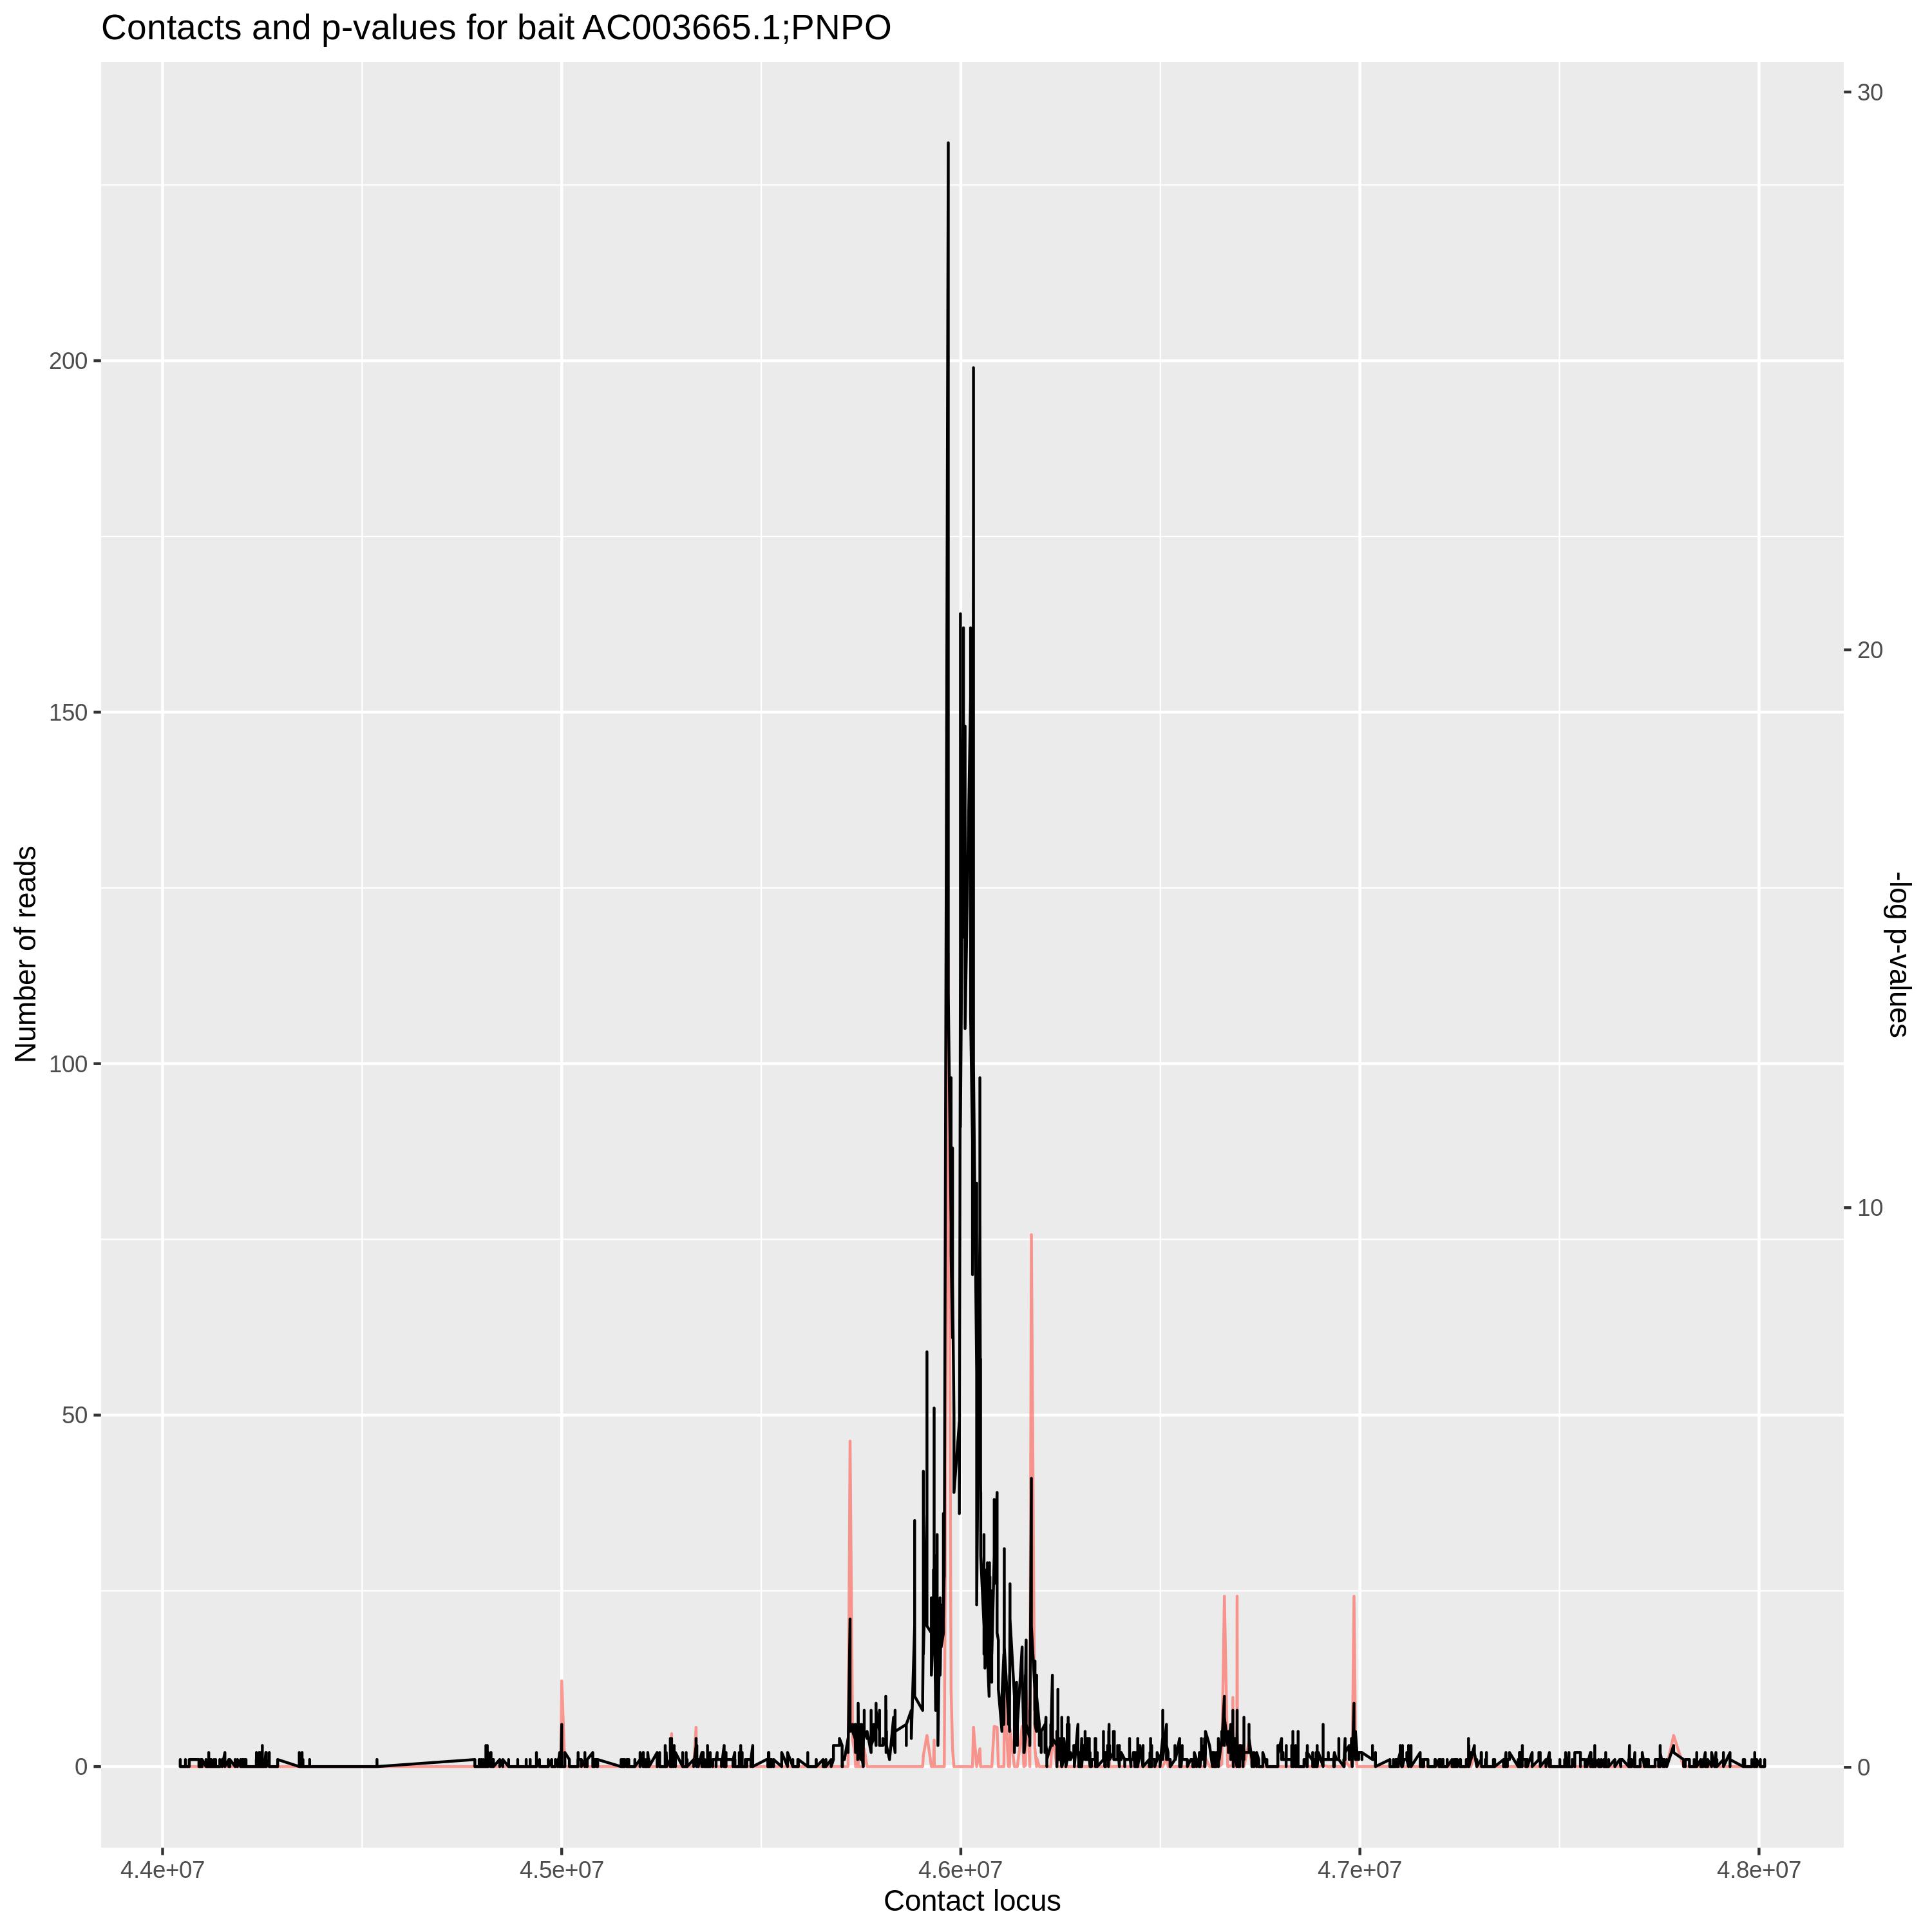 Contacts and p-values for bait AC003665.1;PNPO
30
200
20
150
Number of reads
-log p-values
100
10
50
0
0
4.4e+07
4.5e+07
4.6e+07
4.7e+07
4.8e+07
Contact locus